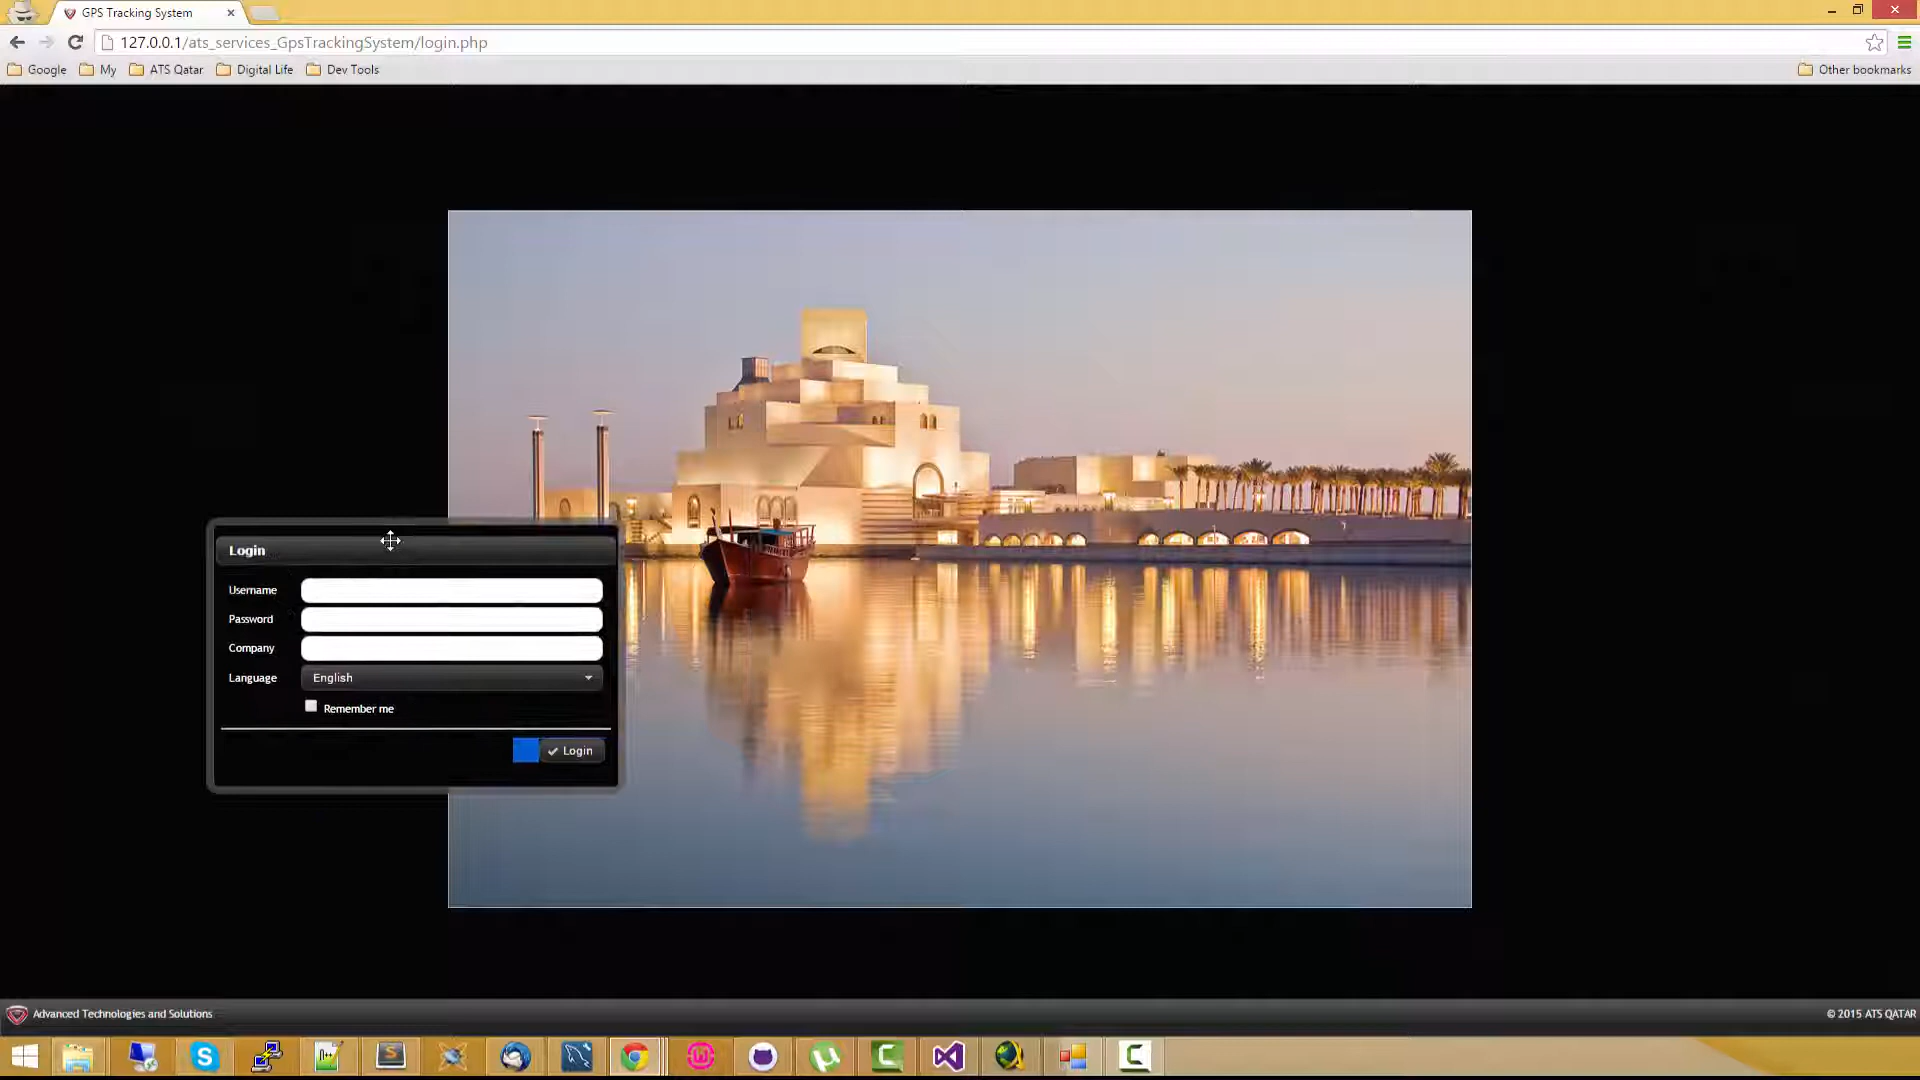 GPS Tracking System
127.0.0.1/ats_services_GpsTrackingSystem/login.php
Google My ATS Qatar Digital Life Dev Tools Other bookmarks
Login
Username
Password
Company
Language English
Remember me
Login
Advanced Technologies and Solutions © 2015 ATS QATAR